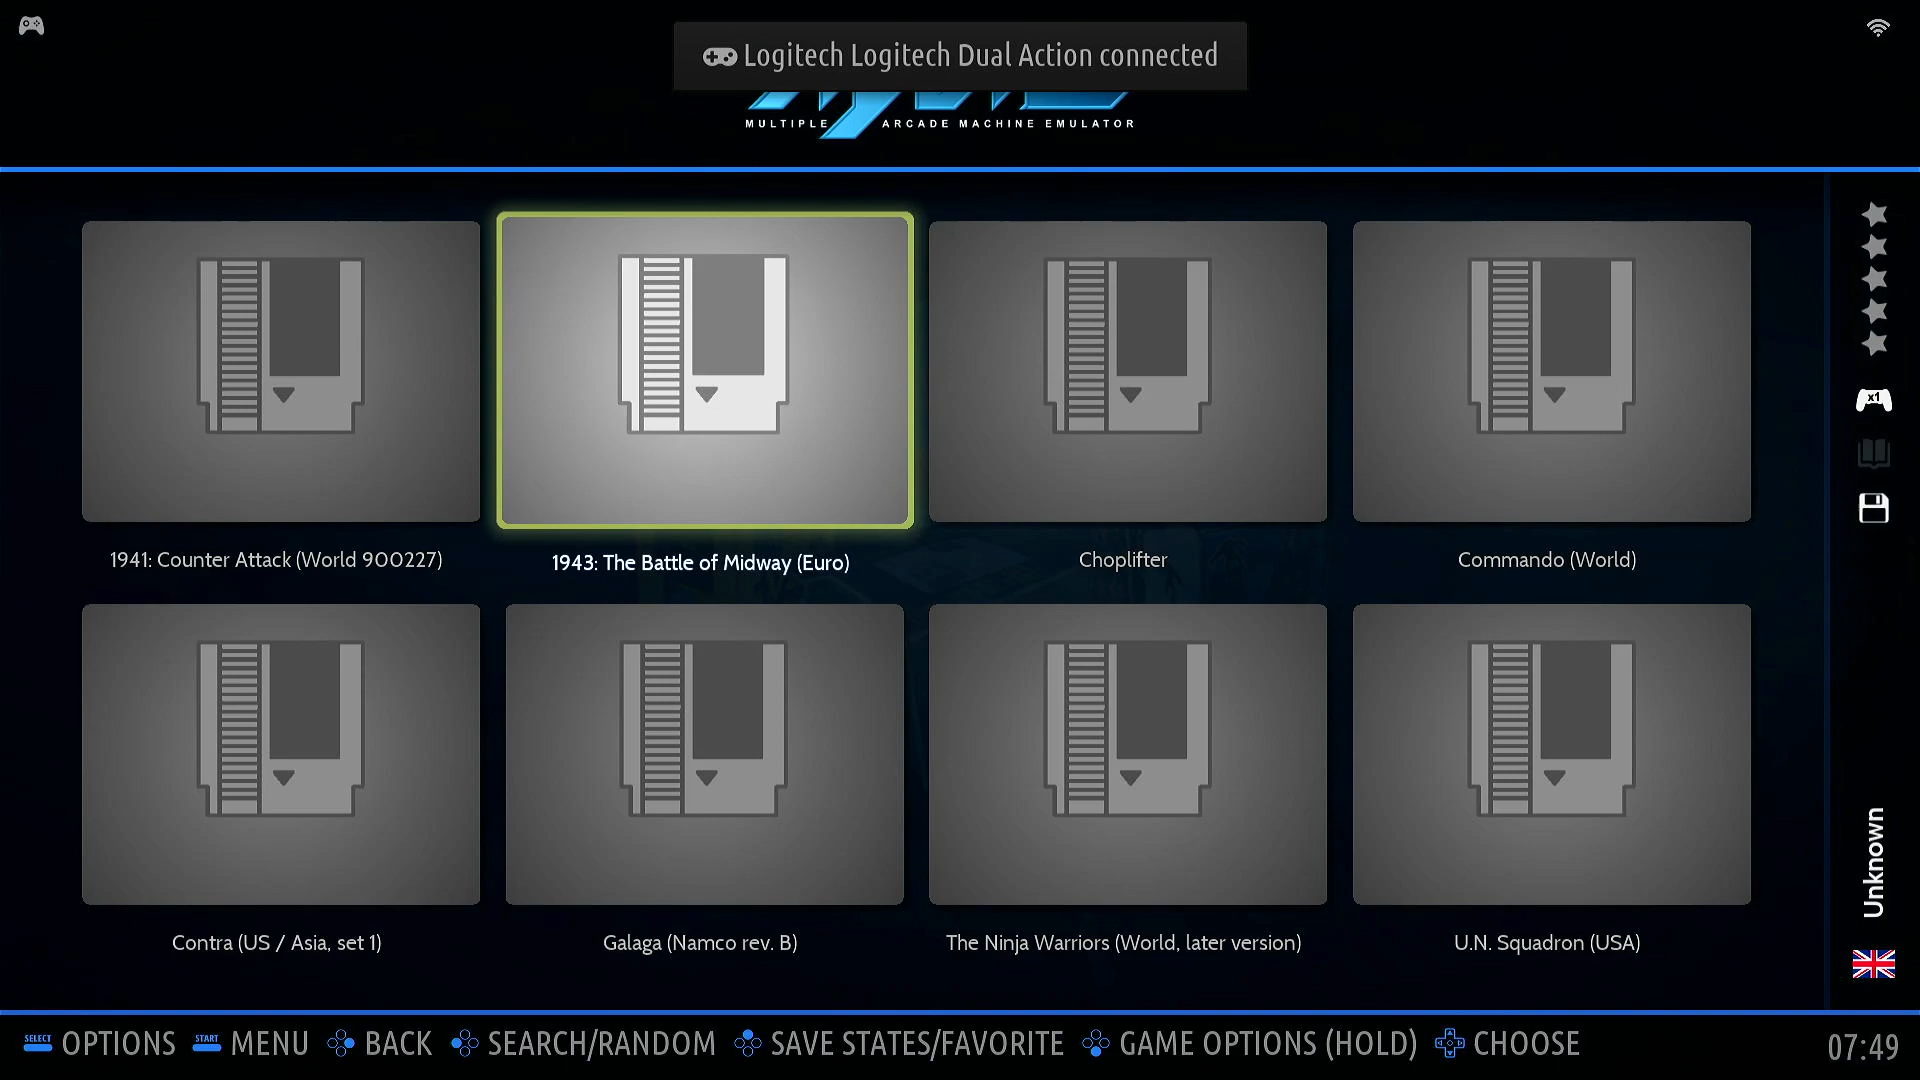 Logitech Logitech Dual Action connected
MULTIPLE ARCADE MACHINE EMULATOR
1941: Counter Attack (World 900227)
1943: The Battle of Midway (Euro)
Choplifter
Commando (World)
x1
Contra (US / Asia, set 1)
Galaga (Namco rev. B)
The Ninja Warriors (World, later version)
U.N. Squadron (USA)
Unknown
SELECT OPTIONS START MENU BACK SEARCH/RANDOM SAVE STATES/FAVORITE GAME OPTIONS (HOLD) CHOOSE 07:49